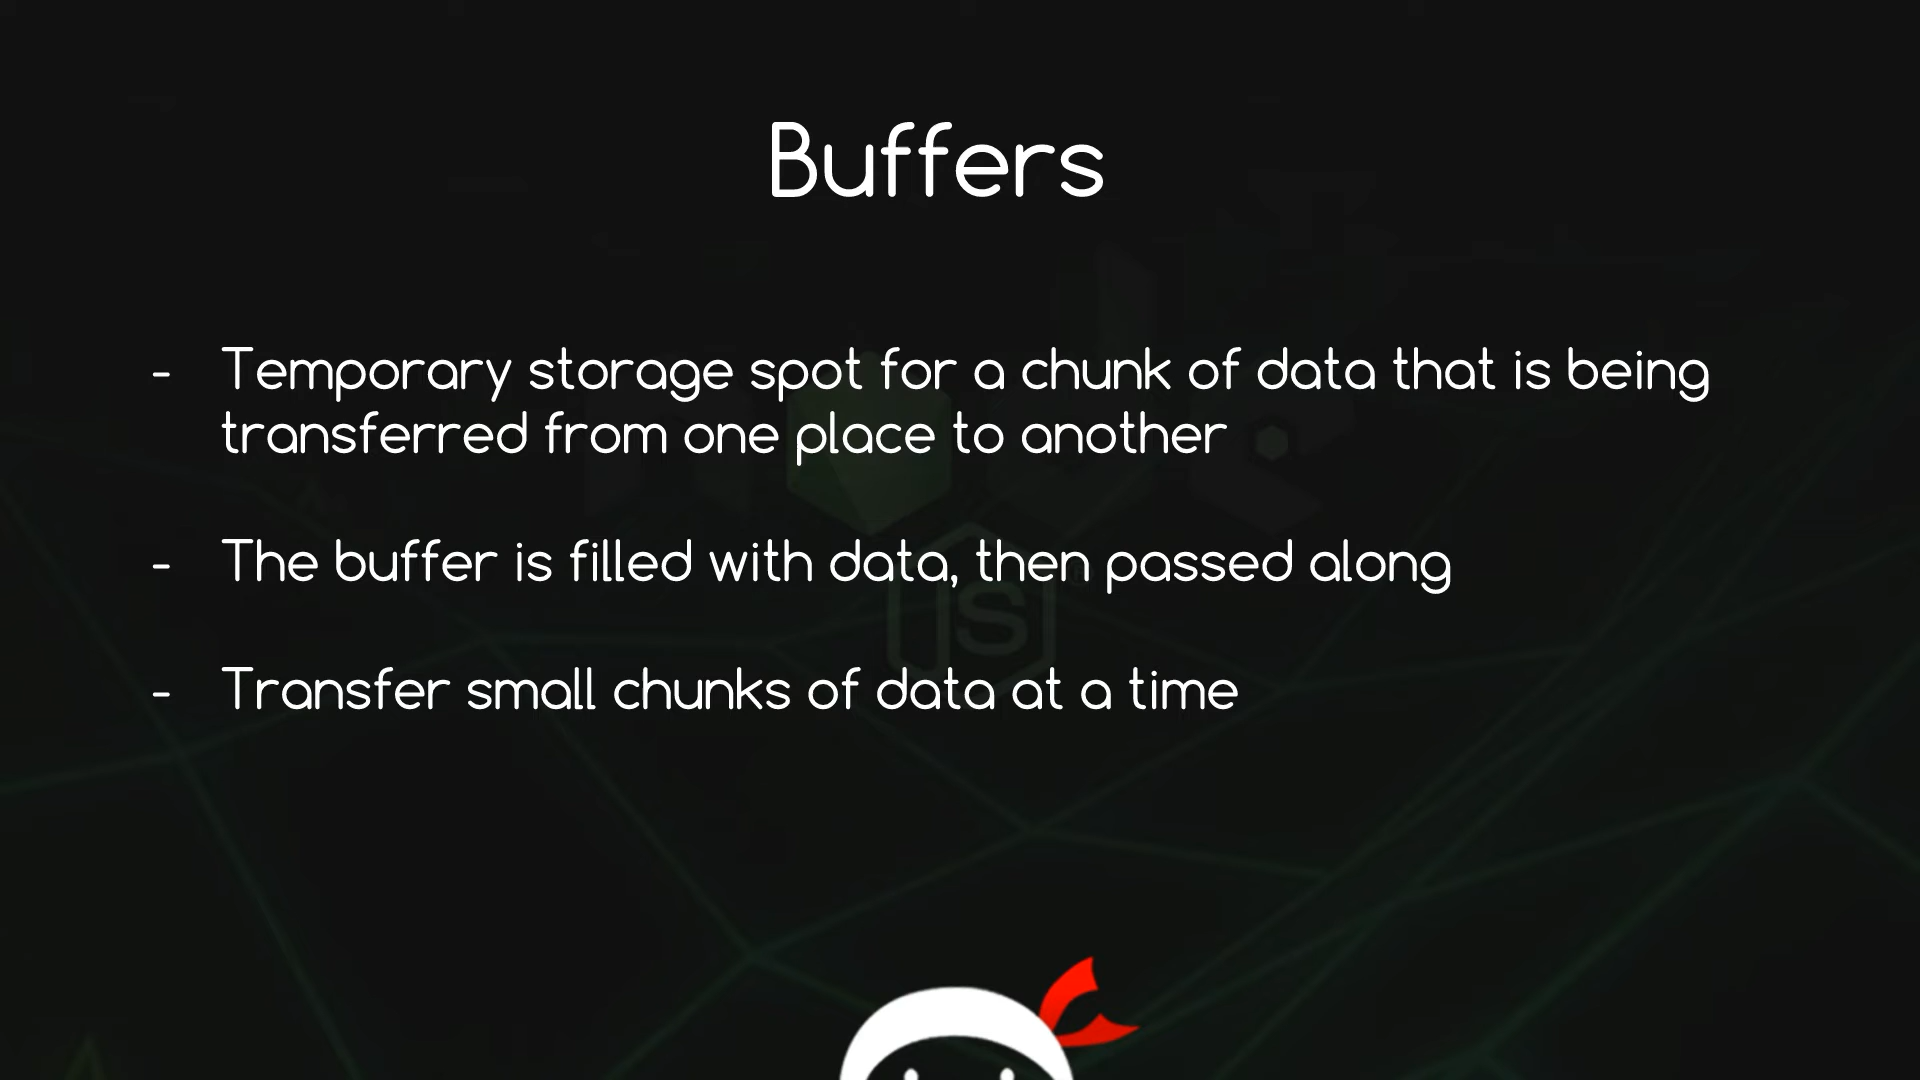 Buffers
- Temporary storage spot for a chunk of data that is being
transferred from one place to another
- The buffer is filled with data, then passed along
- Transfer small chunks of data at a time
JS